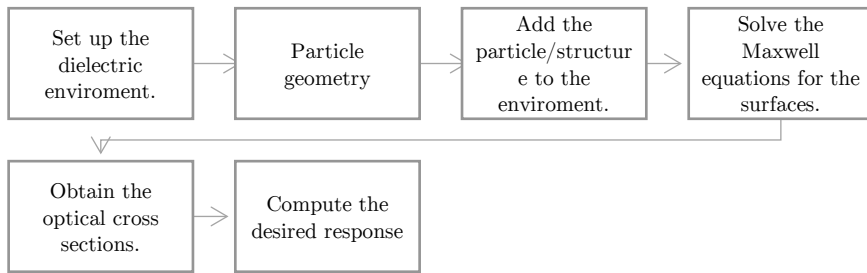 Set up the
dielectric
enviroment.
Particle
geometry
Add the
particle/structur
e to the
enviroment.
Solve the
Maxwell
equations for the
surfaces.
Obtain the
optical cross
sections.
Compute the
desired response